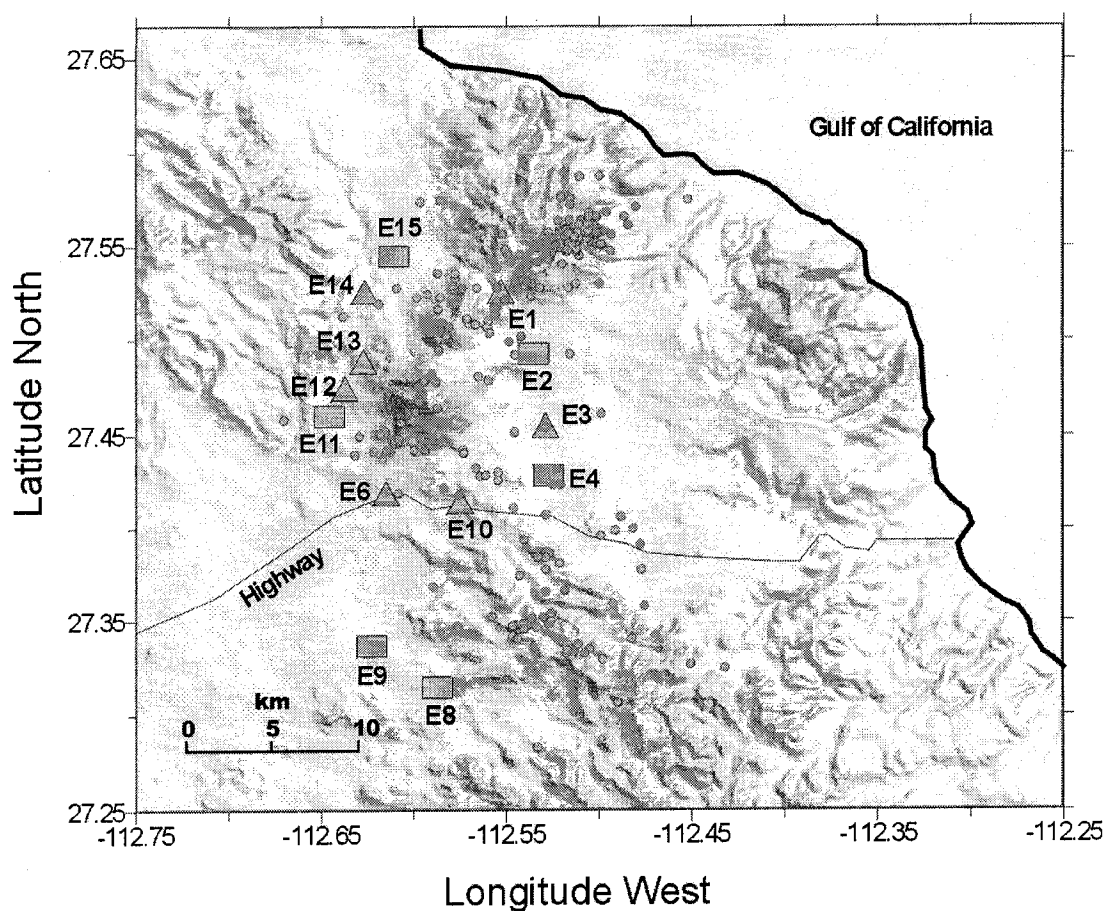 27.65
Gulf of California
E15
27.55
E14
E1
E13
E2
E12
E3
E11
27.45
E4
E6
E10
Highway
27.35
E9
E8
km
0 5 10
27.25
-112.75 -112.65 -112.55 -112.45 -112.35 -112.25
Latitude North
Longitude West